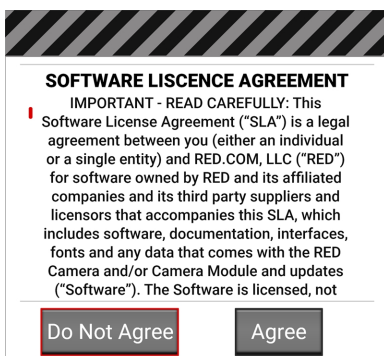 SOFTWARE LISCENCE AGREEMENT
IMPORTANT - READ CAREFULLY: This
Software License Agreement (“SLA”) is a legal
agreement between you (either an individual
or a single entity) and RED.COM, LLC (“RED”)
for software owned by RED and its affiliated
companies and its third party suppliers and
licensors that accompanies this SLA, which
includes software, documentation, interfaces,
fonts and any data that comes with the RED
Camera and/or Camera Module and updates
(“Software”). The Software is licensed, not
Do Not Agree
Agree